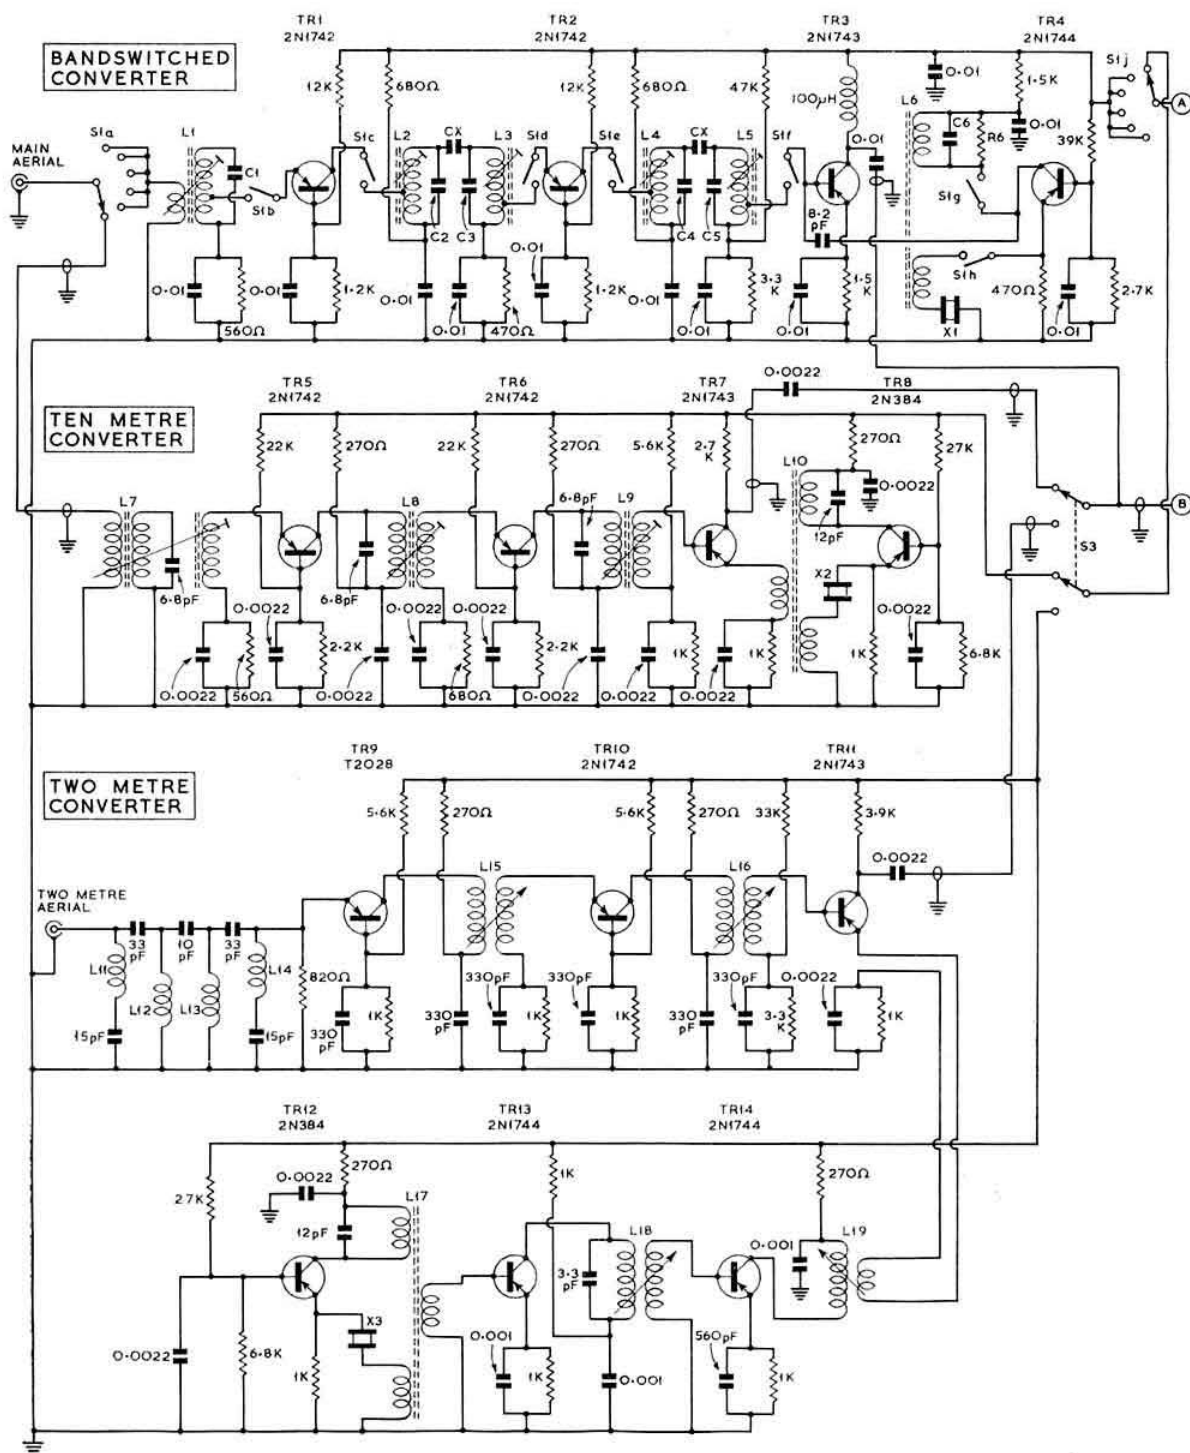 BANDSWITCHED
CONVERTER
TR1
2N1742
TR2
2N1742
TR3
2N1743
TR4
2N1744
S1j
A
12K
680Ω
12K
680Ω
47K
100µH
0·01
1·5K
L6
C6
R6
0·01
39K
MAIN
AERIAL
S1a
L1
C1
S1b
S1c
L2
CX
L3
S1d
S1e
L4
CX
L5
S1f
0·01
8·2
pF
S1g
S1h
C2
C3
C4
C5
0·01
560Ω
0·01
1·2K
0·01
0·01
470Ω
0·01
1·2K
0·01
0·01
3·3
K
0·01
1·5
K
470Ω
X1
0·01
2·7K
TEN METRE
CONVERTER
TR5
2N1742
TR6
2N1742
TR7
2N1743
0·0022
TR8
2N384
22K
270Ω
22K
270Ω
5·6K
2·7
K
270Ω
27K
L10
0·0022
12pF
L7
6·8pF
6·8pF
L8
6·8pF
L9
X2
S3
B
0·0022
560Ω
0·0022
2·2K
0·0022
0·0022
680Ω
0·0022
2·2K
0·0022
0·0022
1K
0·0022
1K
1K
0·0022
6·8K
TWO METRE
CONVERTER
TR9
T2028
TR10
2N1742
TR11
2N1743
5·6K
270Ω
5·6K
270Ω
33K
3·9K
0·0022
L15
L16
TWO METRE
AERIAL
33
pF
10
pF
33
pF
L11
L12
L13
L14
15pF
15pF
820Ω
330
pF
1K
330
pF
330pF
1K
330pF
1K
330
pF
330pF
3·3
K
0·0022
1K
TR12
2N384
TR13
2N1744
TR14
2N1744
27K
0·0022
270Ω
12pF
L17
1K
270Ω
L18
3·3
pF
0·001
L19
X3
0·0022
6·8K
1K
0·001
1K
0·001
560pF
1K